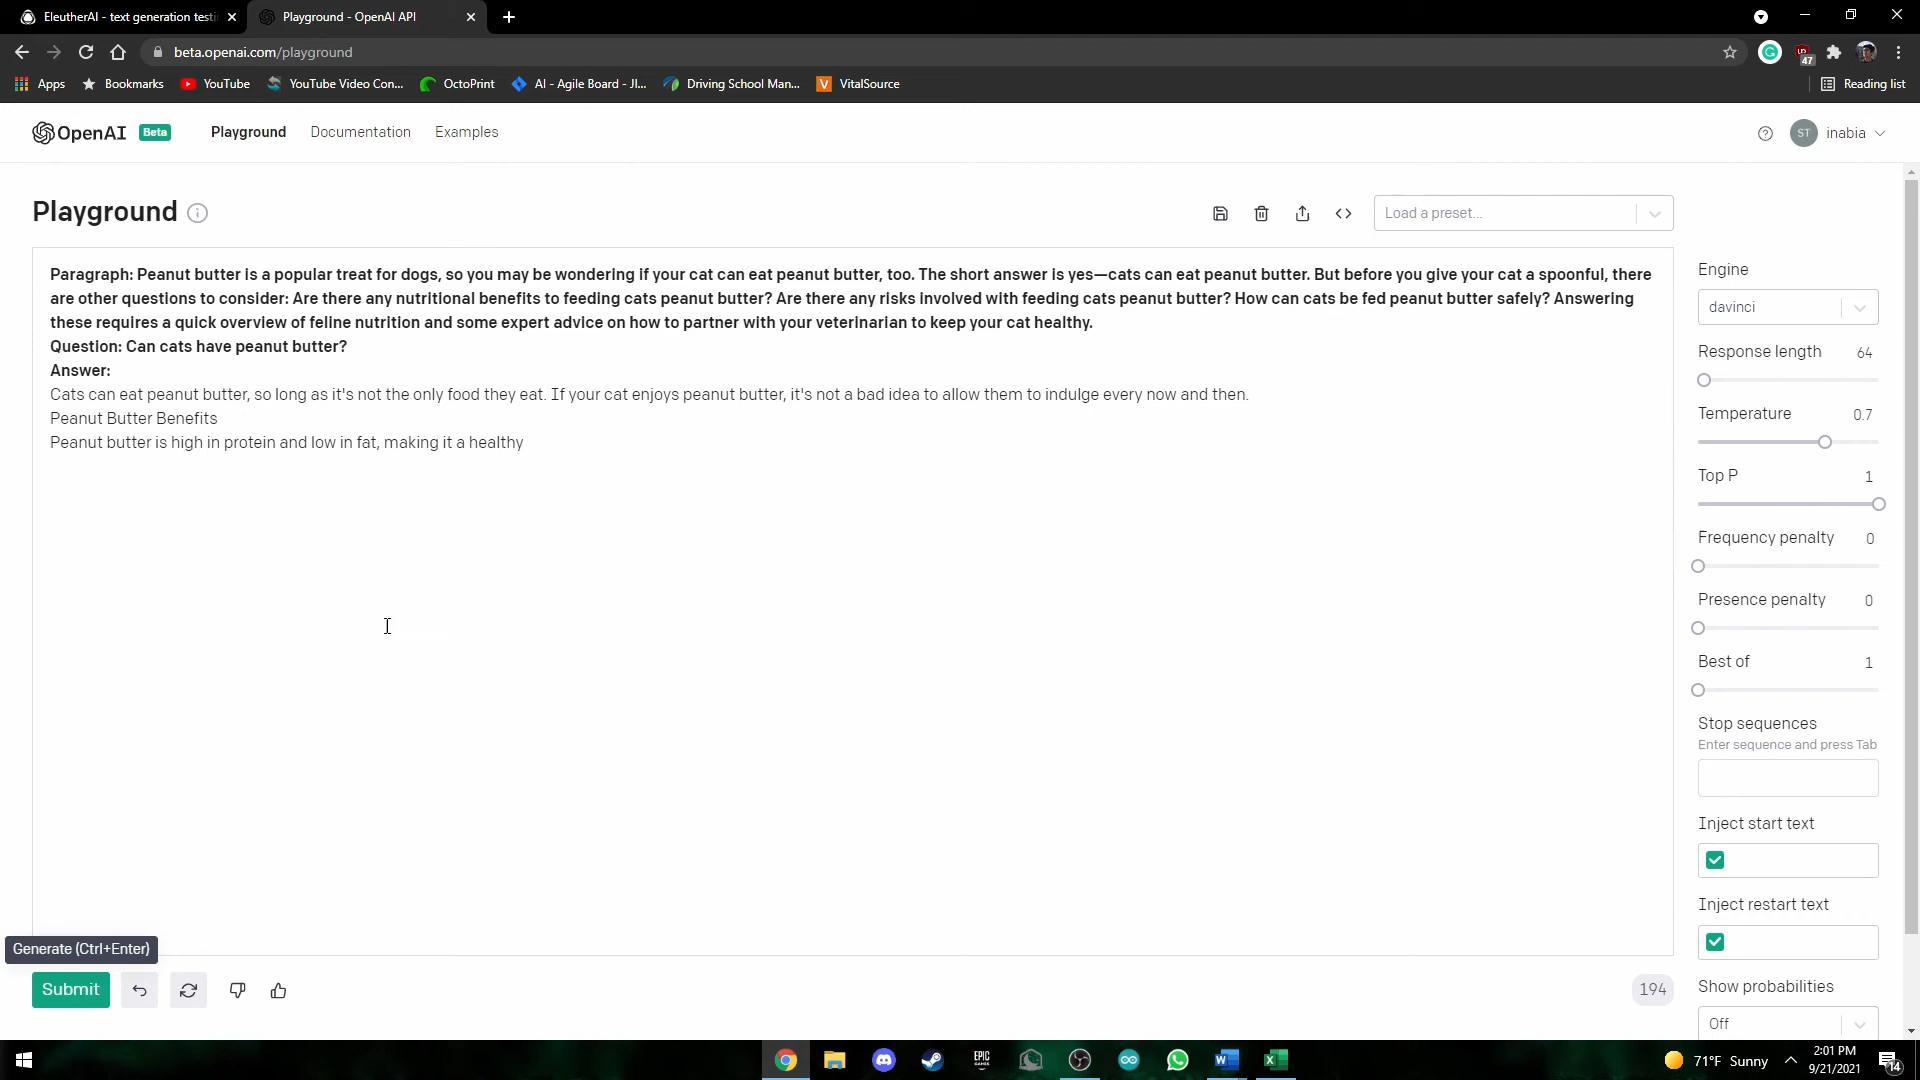 EleutherAI - text generation testi
Playground - OpenAI API
beta.openai.com/playground
47
Apps
Bookmarks
YouTube
YouTube Video Con...
OctoPrint
AI - Agile Board - JI...
Driving School Man...
VitalSource
Reading list
OpenAI
Beta
Playground
Documentation
Examples
ST
inabia
Playground
Load a preset...
Paragraph: Peanut butter is a popular treat for dogs, so you may be wondering if your cat can eat peanut butter, too. The short answer is yes—cats can eat peanut butter. But before you give your cat a spoonful, there
are other questions to consider: Are there any nutritional benefits to feeding cats peanut butter? Are there any risks involved with feeding cats peanut butter? How can cats be fed peanut butter safely? Answering
these requires a quick overview of feline nutrition and some expert advice on how to partner with your veterinarian to keep your cat healthy.
Question: Can cats have peanut butter?
Answer:
Cats can eat peanut butter, so long as it's not the only food they eat. If your cat enjoys peanut butter, it's not a bad idea to allow them to indulge every now and then.
Peanut Butter Benefits
Peanut butter is high in protein and low in fat, making it a healthy
Engine
davinci
Response length 64
Temperature 0.7
Top P 1
Frequency penalty 0
Presence penalty 0
Best of 1
Stop sequences
Enter sequence and press Tab
Inject start text
Inject restart text
Show probabilities
Off
Generate (Ctrl+Enter)
Submit
194
EPIC
GAMES
71°F Sunny
2:01 PM
9/21/2021
14